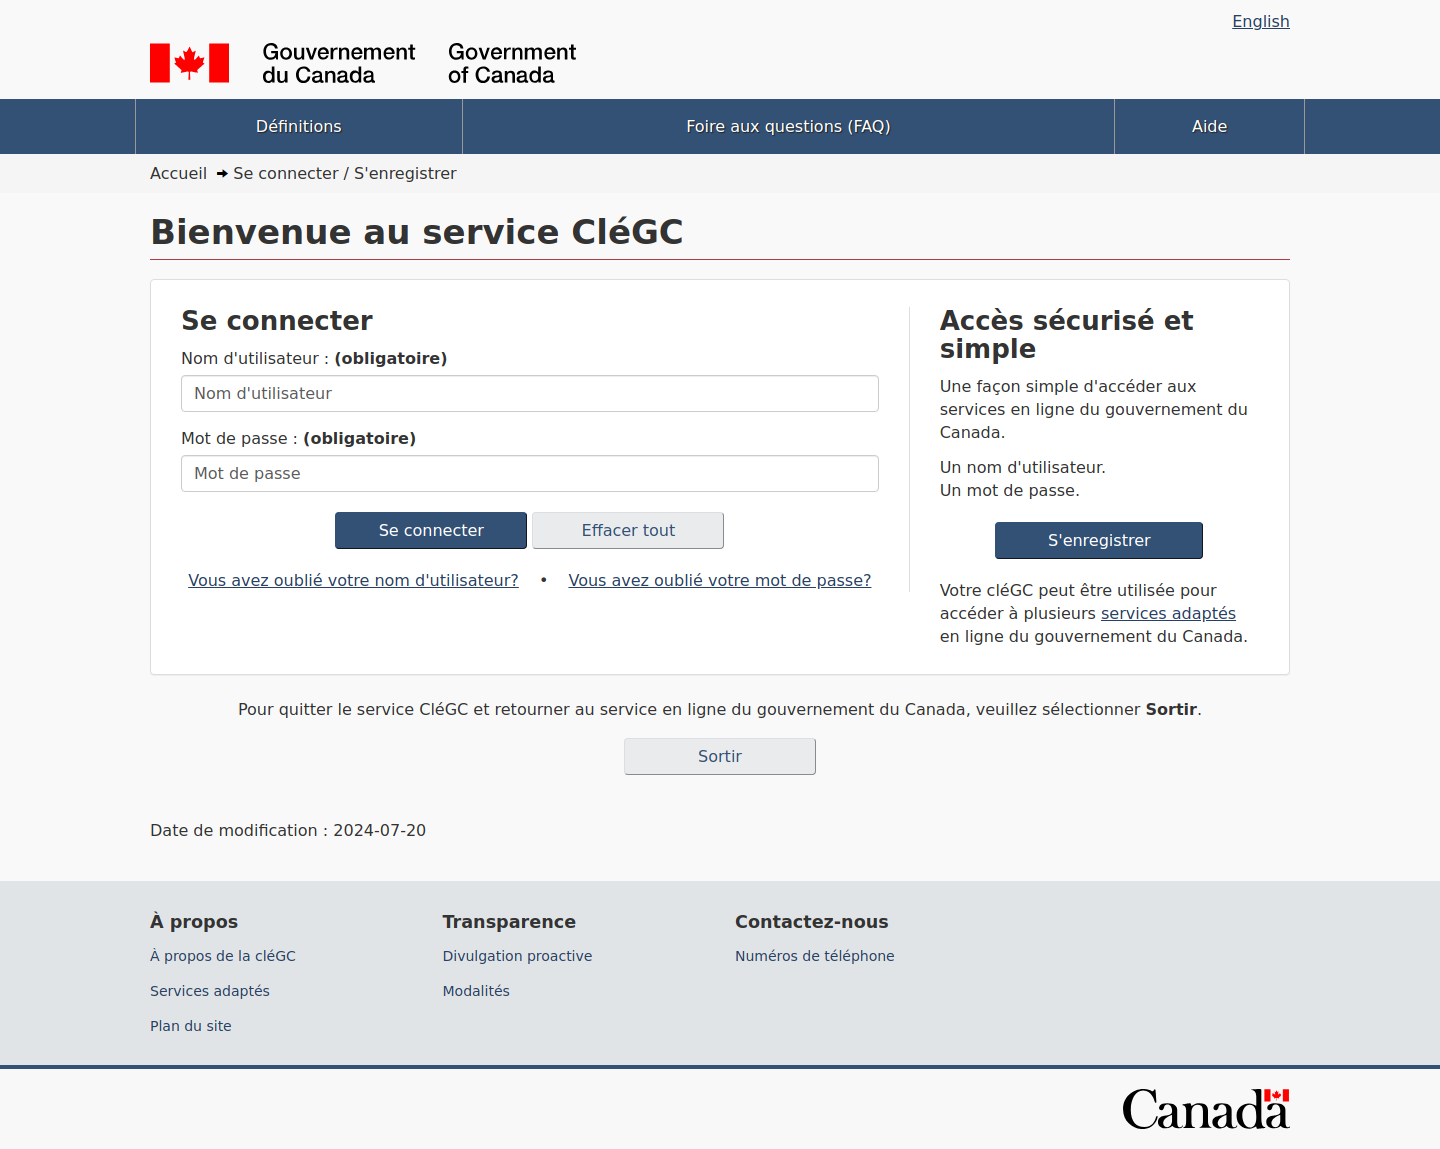 English
Gouvernement du Canada
Government of Canada
Définitions
Foire aux questions (FAQ)
Aide
Accueil
Se connecter / S'enregistrer
Bienvenue au service CléGC
Se connecter
Nom d'utilisateur : (obligatoire)
Nom d'utilisateur
Mot de passe : (obligatoire)
Mot de passe
Se connecter
Effacer tout
Vous avez oublié votre nom d'utilisateur?
•
Vous avez oublié votre mot de passe?
Accès sécurisé et
simple
Une façon simple d'accéder aux
services en ligne du gouvernement du
Canada.
Un nom d'utilisateur.
Un mot de passe.
S'enregistrer
Votre cléGC peut être utilisée pour
accéder à plusieurs services adaptés
en ligne du gouvernement du Canada.
Pour quitter le service CléGC et retourner au service en ligne du gouvernement du Canada, veuillez sélectionner Sortir.
Sortir
Date de modification : 2024-07-20
À propos
À propos de la cléGC
Services adaptés
Plan du site
Transparence
Divulgation proactive
Modalités
Contactez-nous
Numéros de téléphone
Canada